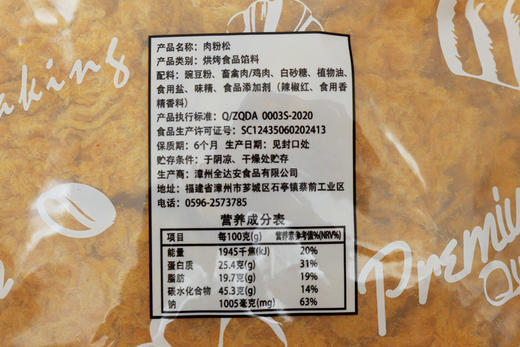 aking
产品名称：肉粉松
产品类别：烘烤食品馅料
配料：豌豆粉、畜禽肉/鸡肉、白砂糖、植物油、
食用盐、味精、食品添加剂（辣椒红、食用香
精香料）
产品执行标准：Q/ZQDA 0003S-2020
食品生产许可证号：SC12435060202413
保质期：6个月 生产日期：见封口处
贮存条件：于阴凉、干燥处贮存
生产商：漳州全达安食品有限公司
地址：福建省漳州市芗城区石亭镇蔡前工业区
电话：0596-2573785
营养成分表
项目 每100克(g) 营养素参考值%(NRV%)
能量 1945千焦(kJ) 20%
蛋白质 25.4克(g) 31%
脂肪 19.7克(g) 19%
碳水化合物 45.3克(g) 14%
钠 1005毫克(mg) 63%
Premiu
Qu